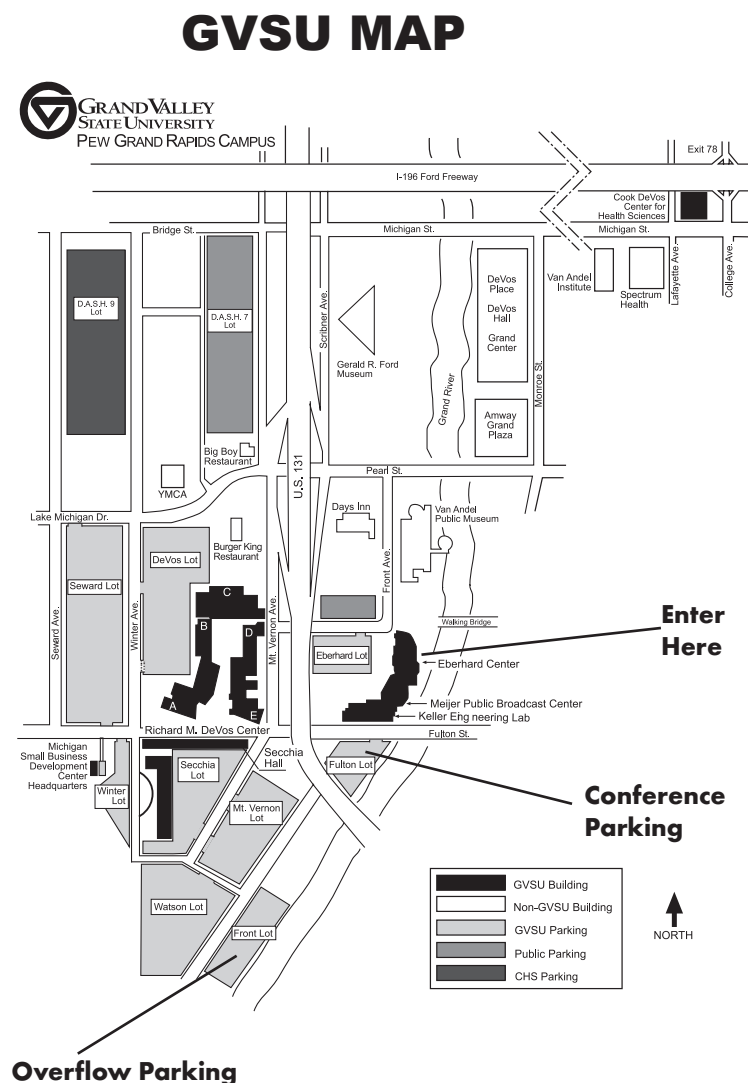 GVSU MAP
GRAND VALLEY
STATE UNIVERSITY
PEW GRAND RAPIDS CAMPUS
Exit 78
I-196 Ford Freeway
Cook DeVos
Center for
Health Sciences
Bridge St.
Michigan St.
Michigan St.
Lafayette Ave.
College Ave.
D.A.S.H. 9
Lot
D.A.S.H. 7
Lot
Scribner Ave.
DeVos
Place
DeVos
Hall
Grand
Center
Van Andel
Institute
Spectrum
Health
Gerald R. Ford
Museum
Grand River
Monroe St.
Amway
Grand
Plaza
Big Boy
Restaurant
U.S. 131
Pearl St.
YMCA
Lake Michigan Dr.
Days Inn
Van Andel
Public Museum
Burger King
Restaurant
DeVos Lot
Seward Lot
Front Ave.
C
Seward Ave.
Winter Ave.
B
D
Mt. Vernon Ave.
Walking Bridge
Enter
Here
Eberhard Lot
Eberhard Center
A
E
Meijer Public Broadcast Center
Keller Engineering Lab
Richard M. DeVos Center
Fulton St.
Michigan
Small Business
Development
Center
Headquarters
Secchia
Hall
Secchia
Lot
Fulton Lot
Winter
Lot
Mt. Vernon
Lot
Conference
Parking
GVSU Building
Non-GVSU Building
GVSU Parking
Public Parking
CHS Parking
NORTH
Watson Lot
Front Lot
Overflow Parking